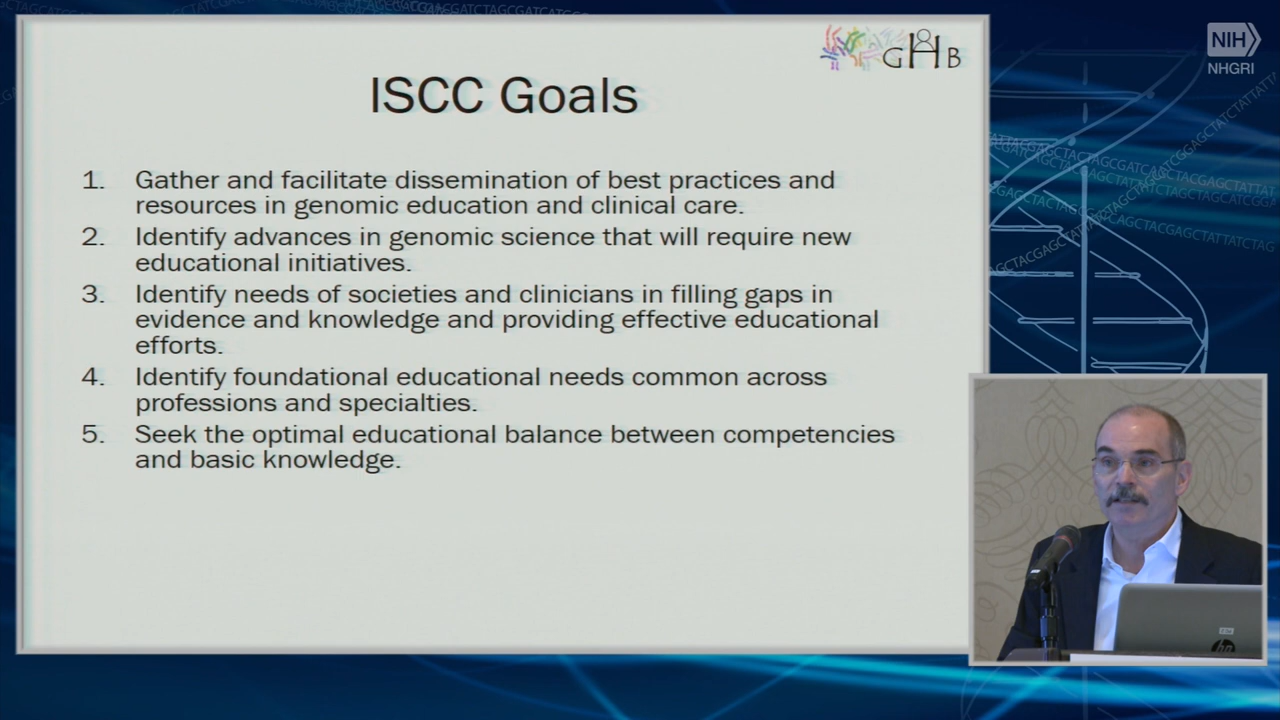 GHB
NIH
NHGRI
ISCC Goals
1. Gather and facilitate dissemination of best practices and
resources in genomic education and clinical care.
2. Identify advances in genomic science that will require new
educational initiatives.
3. Identify needs of societies and clinicians in filling gaps in
evidence and knowledge and providing effective educational
efforts.
4. Identify foundational educational needs common across
professions and specialties.
5. Seek the optimal educational balance between competencies
and basic knowledge.
hp